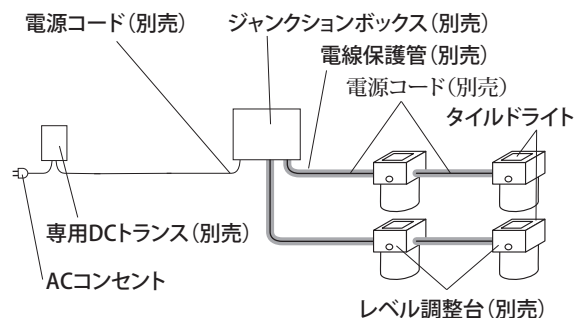 電源コード(別売)
ジャンクションボックス(別売)
電線保護管(別売)
電源コード(別売)
タイルドライト
専用DCトランス(別売)
ACコンセント
レベル調整台(別売)